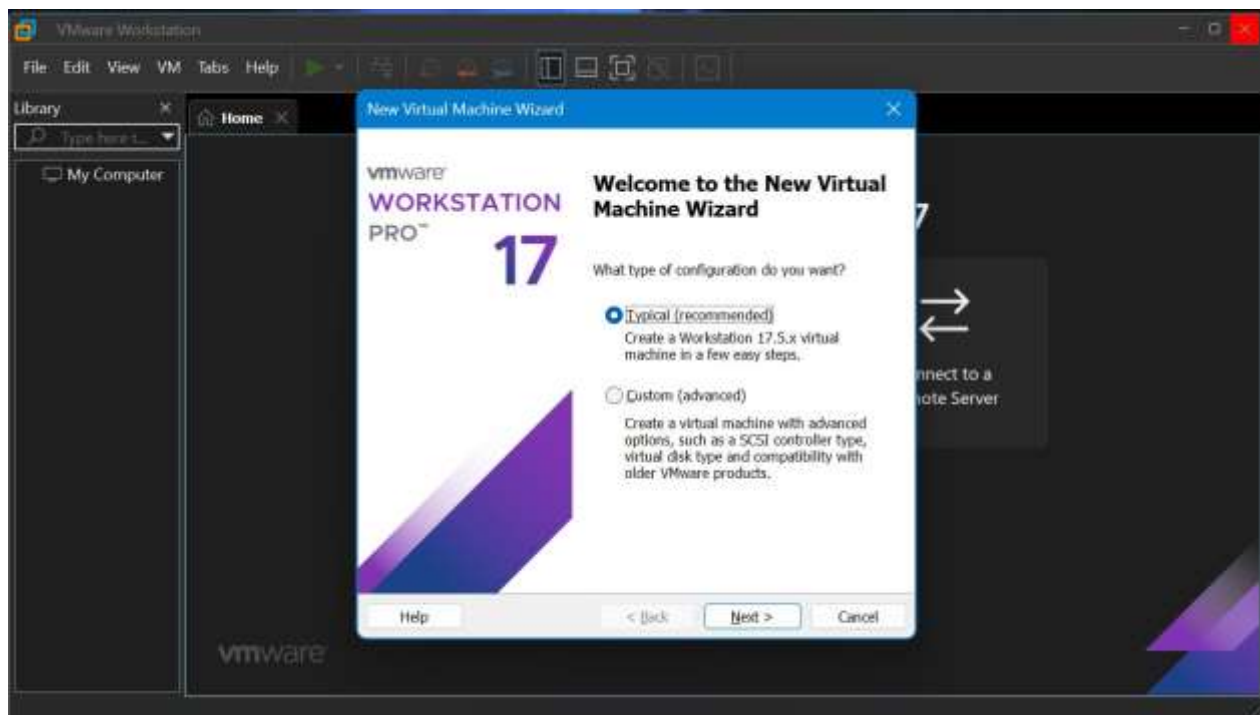 VMware Workstation
File Edit View VM Tabs Help
Library
Type here t...
My Computer
Home
New Virtual Machine Wizard
vmware
WORKSTATION
PRO™
17
Welcome to the New Virtual
Machine Wizard
What type of configuration do you want?
Typical (recommended)
Create a Workstation 17.5.x virtual
machine in a few easy steps.
Custom (advanced)
Create a virtual machine with advanced
options, such as a SCSI controller type,
virtual disk type and compatibility with
older VMware products.
Help
< Back
Next >
Cancel
7
nnect to a
ote Server
vmware